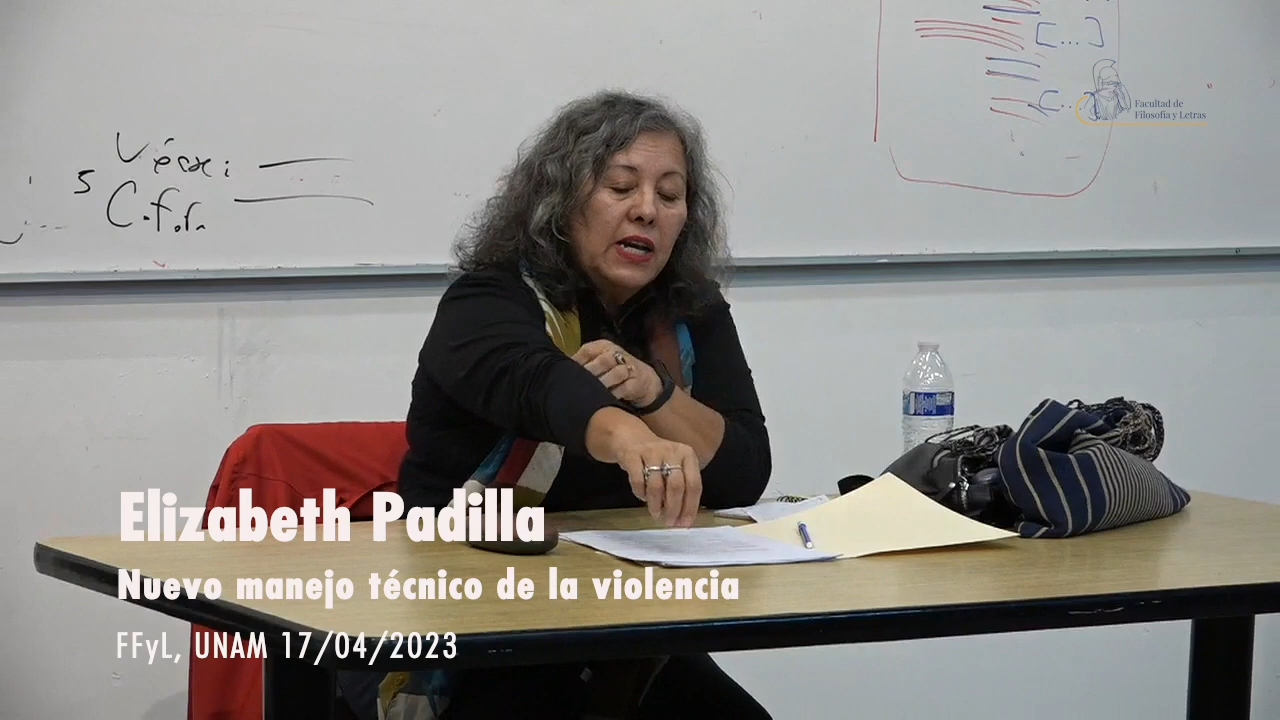 [...]
Facultad de
Filosofía y Letras
C.f.r.
Elizabeth Padilla
Nuevo manejo técnico de la violencia
FFyL, UNAM 17/04/2023